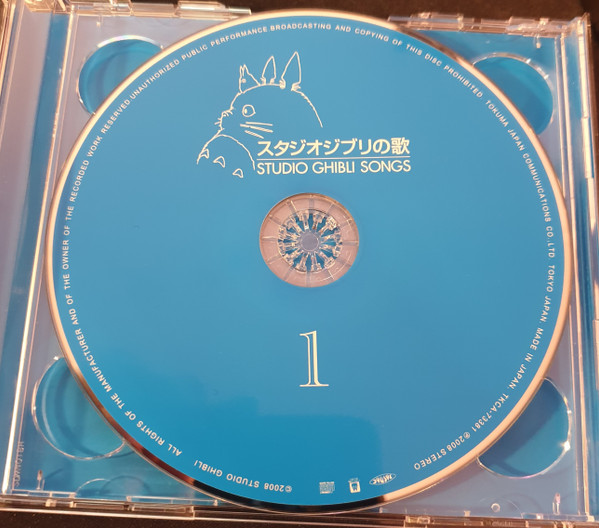 ALL RIGHTS OF THE MANUFACTURER AND OF THE OWNER OF THE RECORDED WORK RESERVED. UNAUTHORIZED PUBLIC PERFORMANCE BROADCASTING AND COPYING OF THIS DISC PROHIBITED. TOKUMA JAPAN COMMUNICATIONS CO., LTD. TOKYO JAPAN. MADE IN JAPAN. TKCA-73381 ℗2008 STEREO
スタジオジブリの歌
STUDIO GHIBLI SONGS
1
©2008 STUDIO GHIBLI